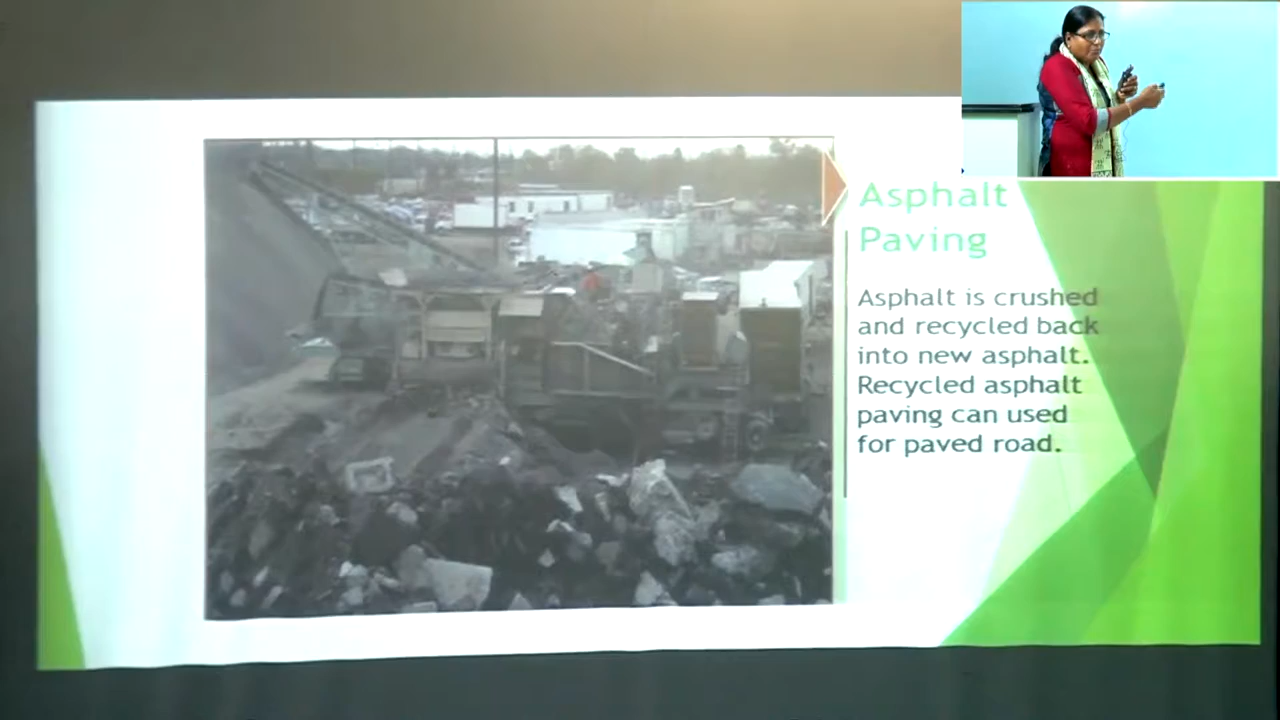 Asphalt
Paving
Asphalt is crushed
and recycled back
into new asphalt.
Recycled asphalt
paving can used
for paved road.